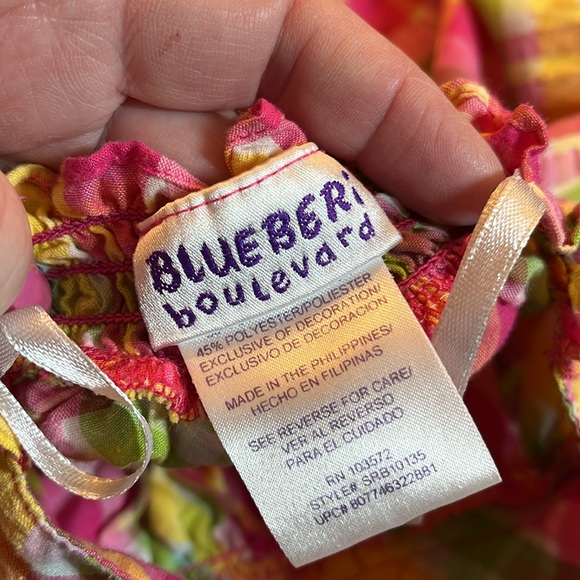 BLUEBERi
boulevard
45% POLYESTER/POLIESTER
EXCLUSIVE OF DECORATION/
EXCLUSIVO DE DECORACION
MADE IN THE PHILIPPINES/
HECHO EN FILIPINAS
SEE REVERSE FOR CARE/
VER AL REVERSO
PARA EL CUIDADO
RN 103572
STYLE# SRB10135
UPC# 807746322881